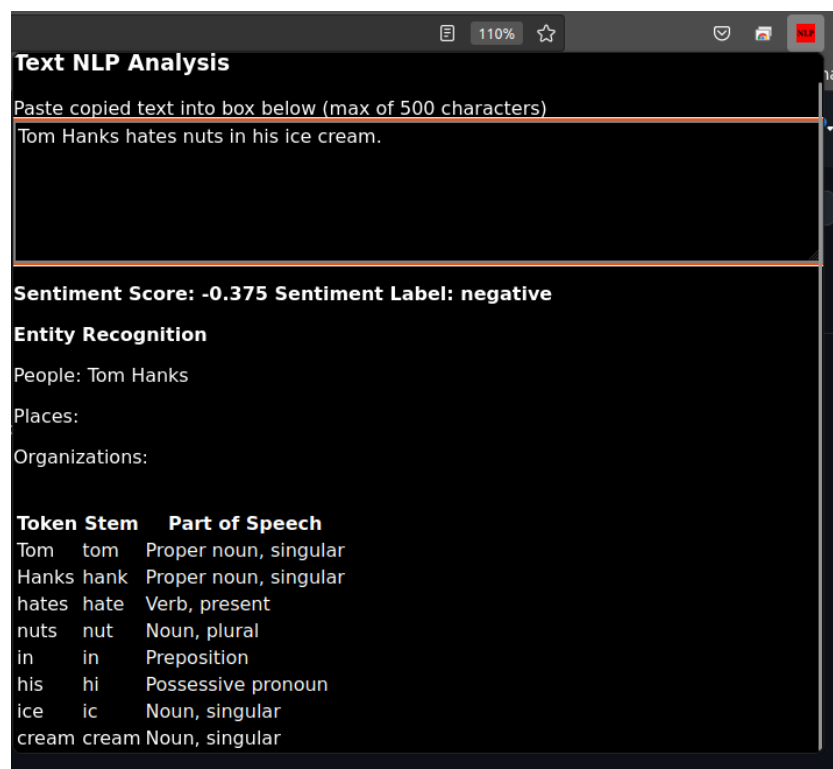 110%
NLP
Text NLP Analysis
Paste copied text into box below (max of 500 characters)
Tom Hanks hates nuts in his ice cream.
Sentiment Score: -0.375 Sentiment Label: negative
Entity Recognition
People: Tom Hanks
Places:
Organizations:
Token Stem Part of Speech
Tom tom Proper noun, singular
Hanks hank Proper noun, singular
hates hate Verb, present
nuts nut Noun, plural
in in Preposition
his hi Possessive pronoun
ice ic Noun, singular
cream cream Noun, singular